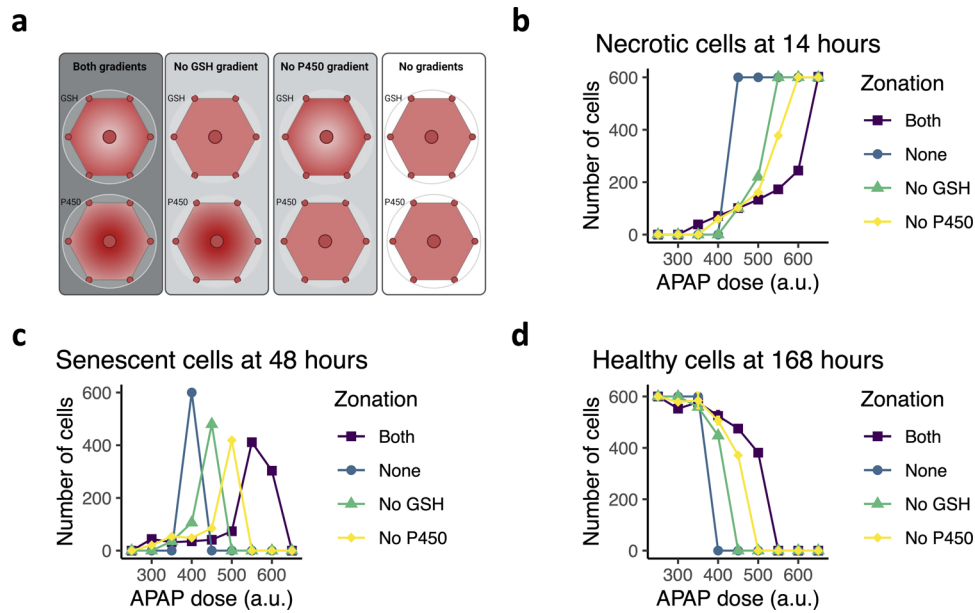 a
Both gradients
No GSH gradient
No P450 gradient
No gradients
GSH
GSH
GSH
GSH
P450
P450
P450
P450
b
Necrotic cells at 14 hours
Number of cells
600
400
200
0
300 400 500 600
APAP dose (a.u.)
Zonation
Both
None
No GSH
No P450
c
Senescent cells at 48 hours
Number of cells
600
400
200
0
300 400 500 600
APAP dose (a.u.)
Zonation
Both
None
No GSH
No P450
d
Healthy cells at 168 hours
Number of cells
600
400
200
0
300 400 500 600
APAP dose (a.u.)
Zonation
Both
None
No GSH
No P450